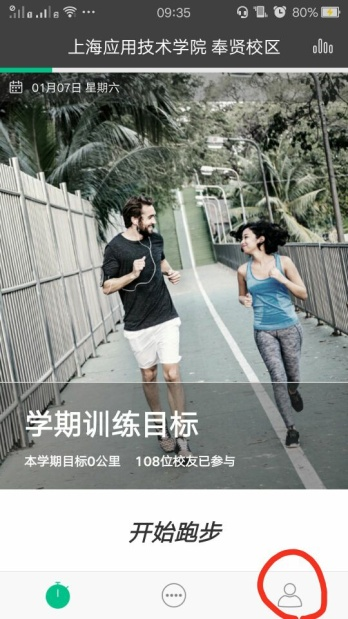 09:35
80%
上海应用技术学院 奉贤校区
01月07日 星期六
学期训练目标
本学期目标0公里 108位校友已参与
开始跑步